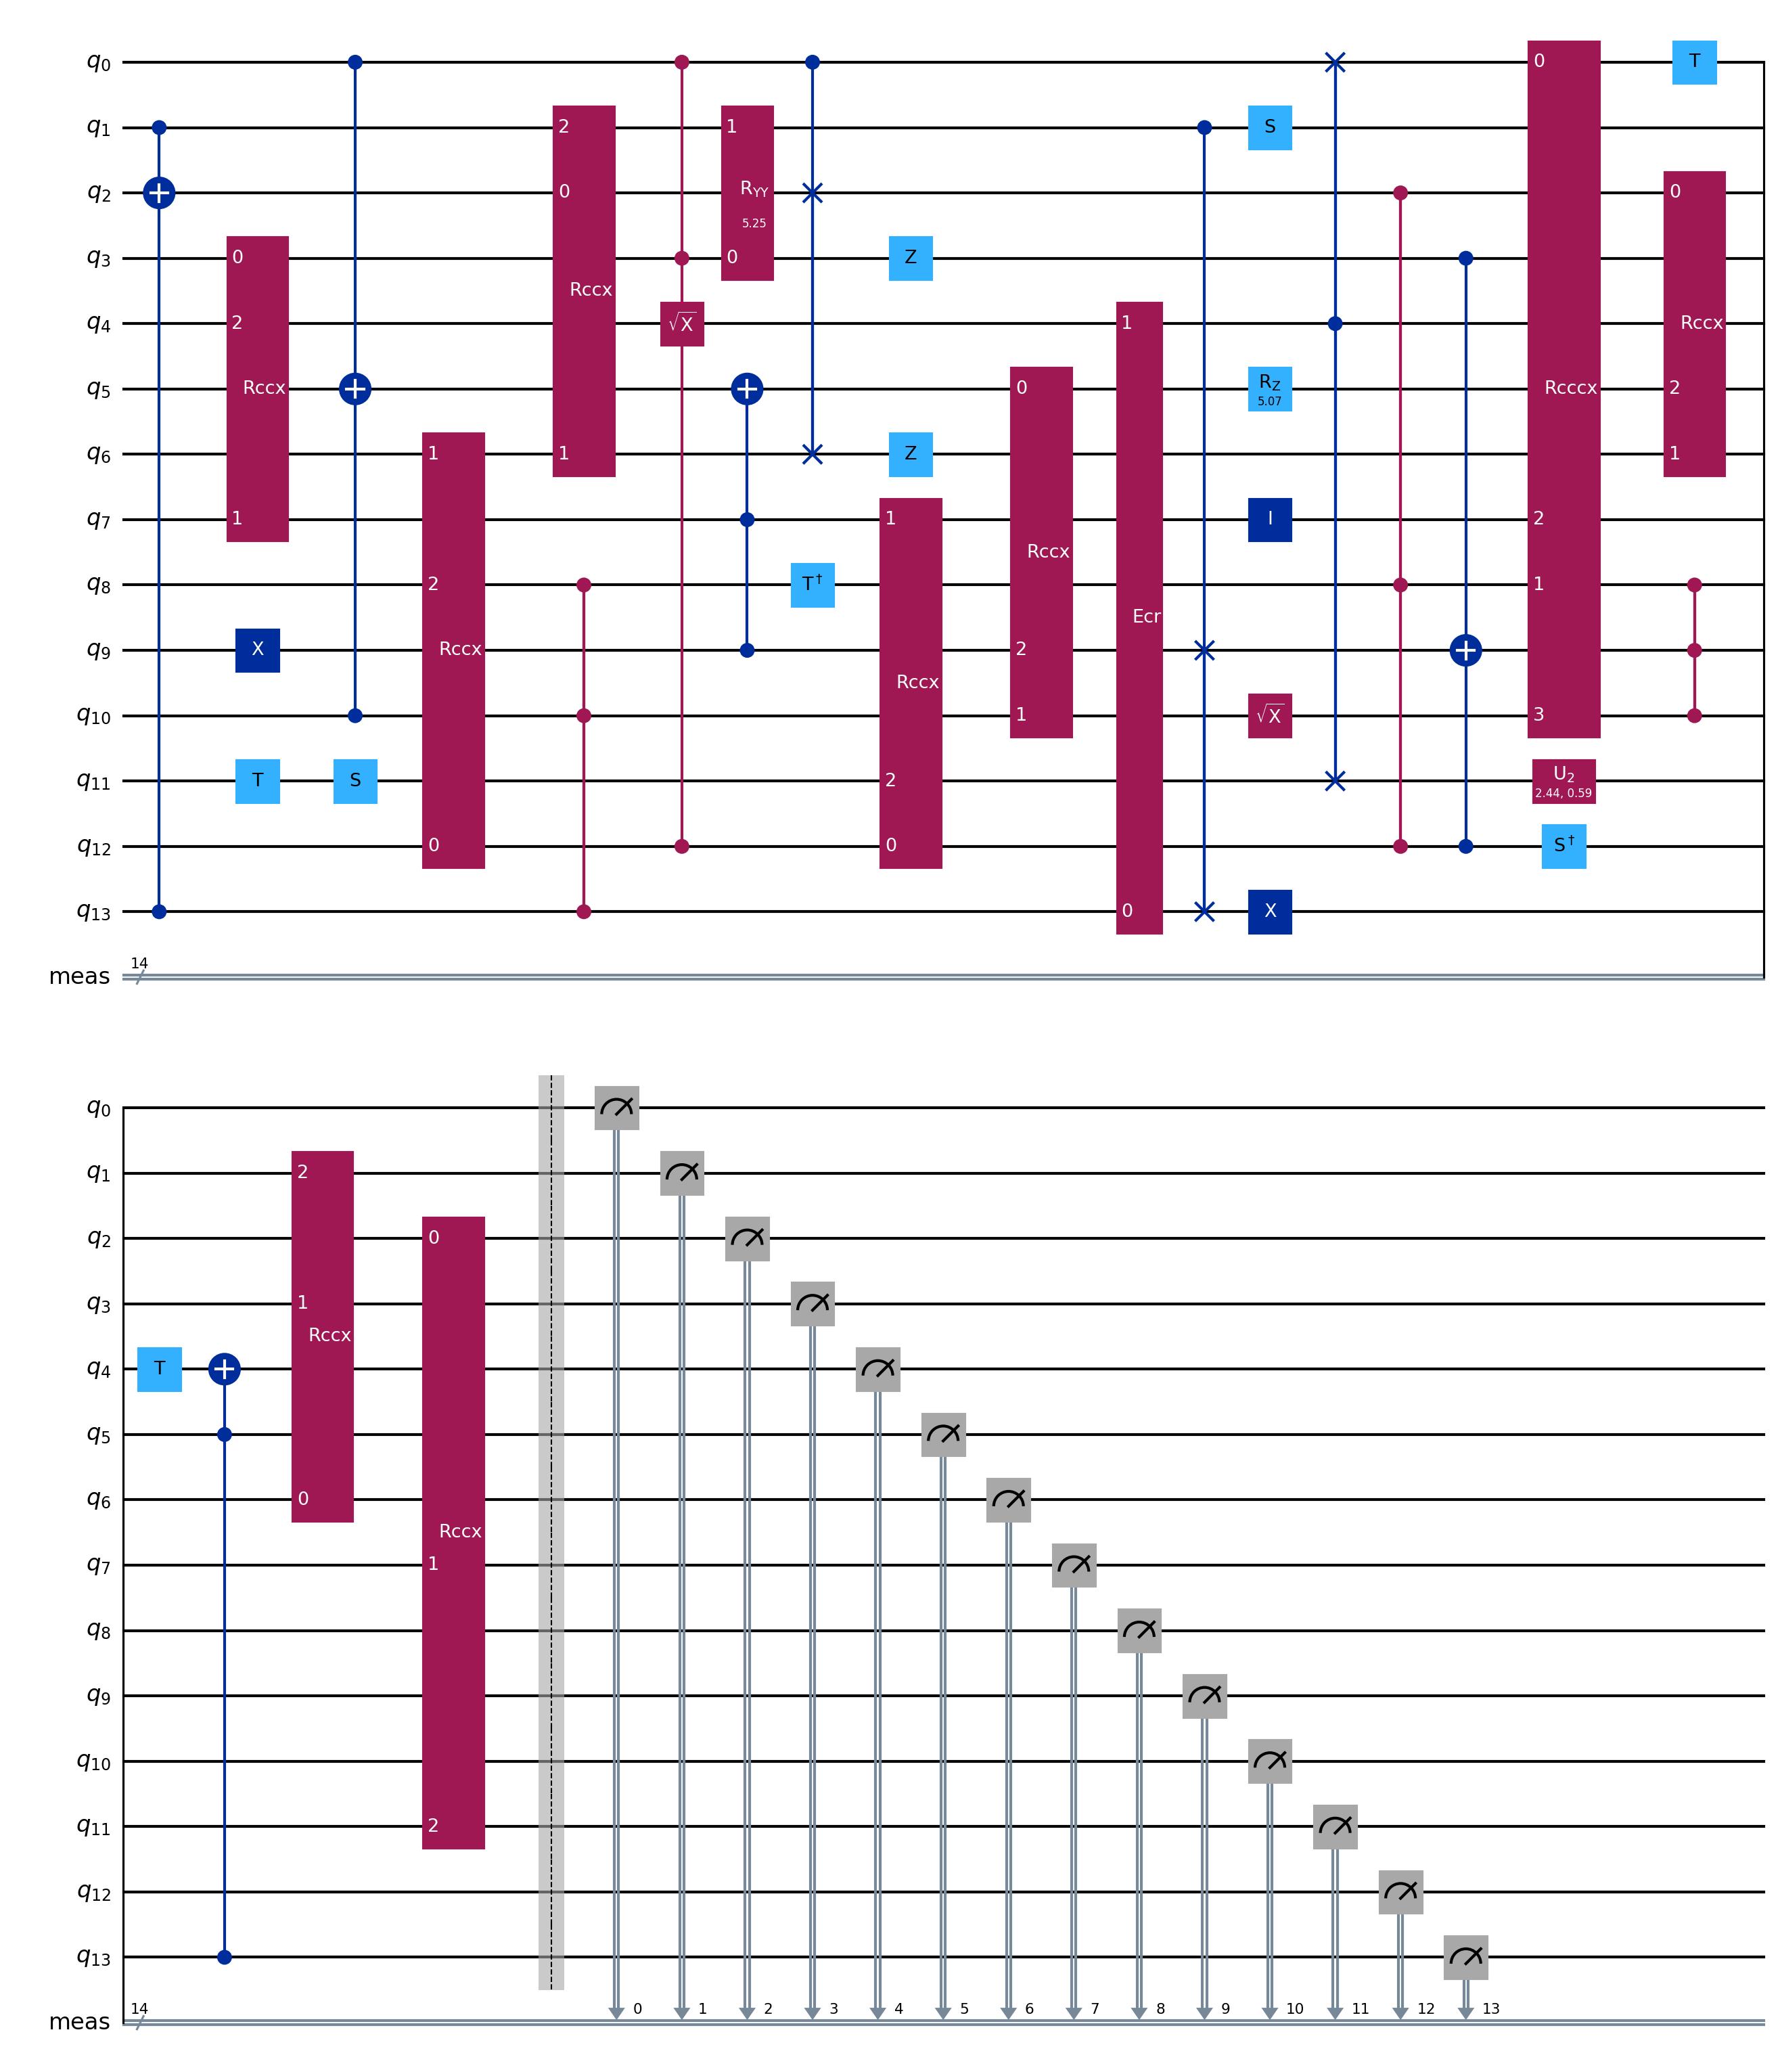 q0 0 T
q1 2 1 S
q2 0 RYY 0
5.25
q3 0 0 Z
Rccx
q4 2 √X 1 Rccx
q5 Rccx 0 RZ Rcccx 2
5.07
q6 1 1 Z 1
q7 1 1 I 2
Rccx
q8 2 T† 1
Ecr
q9 X Rccx 2
Rccx
q10 1 √X 3
q11 T S 2 U2
2.44, 0.59
q12 0 0 S†
q13 0 X
14
meas
q0
q1 2
q2 0
q3 1
Rccx
q4 T
q5
q6 0
Rccx
q7 1
q8
q9
q10
q11 2
q12
q13
14 0 1 2 3 4 5 6 7 8 9 10 11 12 13
meas